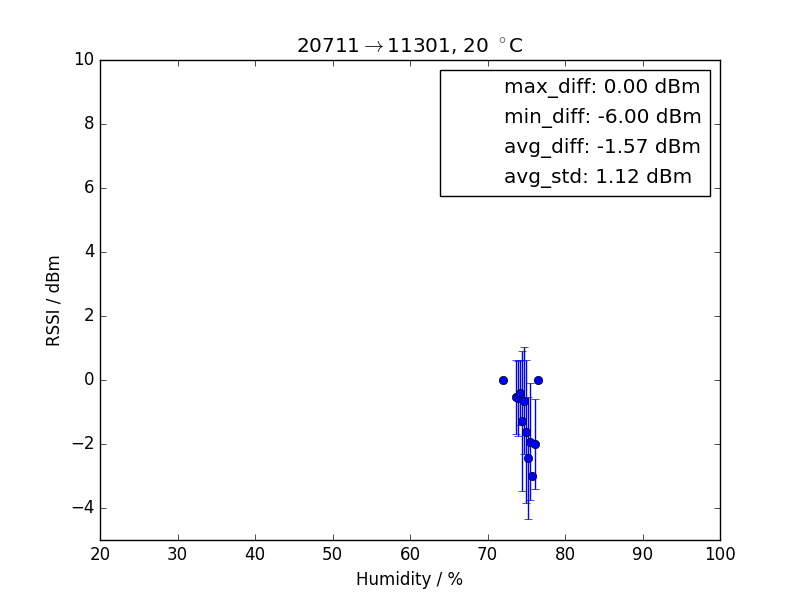 20711→11301, 20 °C
max_diff: 0.00 dBm
min_diff: -6.00 dBm
avg_diff: -1.57 dBm
avg_std: 1.12 dBm
10
8
6
4
2
0
−2
−4
RSSI / dBm
20 30 40 50 60 70 80 90 100
Humidity / %